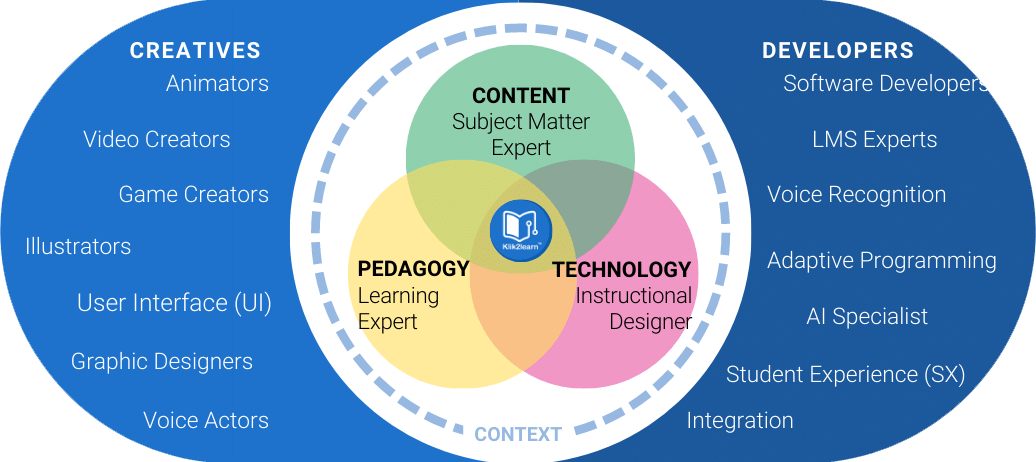 CREATIVES
Animators
Video Creators
Game Creators
Illustrators
User Interface (UI)
Graphic Designers
Voice Actors
CONTENT
Subject Matter
Expert
Klik2learn™
PEDAGOGY
Learning
Expert
TECHNOLOGY
Instructional
Designer
CONTEXT
DEVELOPERS
Software Developers
LMS Experts
Voice Recognition
Adaptive Programming
AI Specialist
Student Experience (SX)
Integration